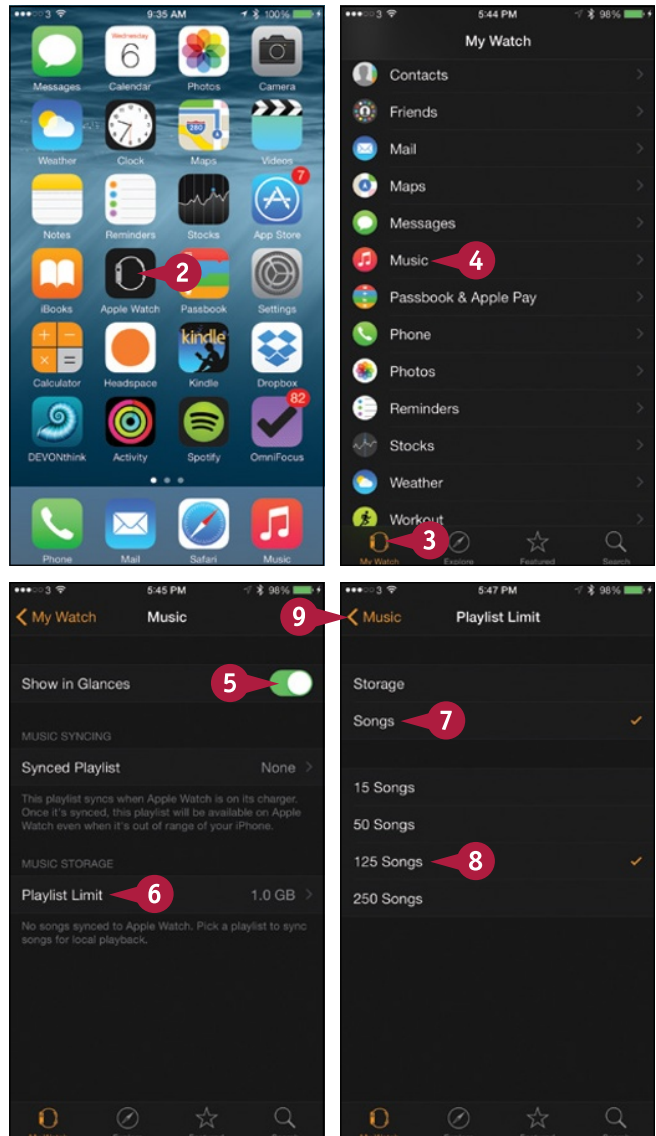 3 9:35 AM 100%
Wednesday
6
280
Messages Calendar Photos Camera
Weather Clock Maps Videos
7
Notes Reminders Stocks App Store
2
iBooks Apple Watch Passbook Settings
kindle
Calculator Headspace Kindle Dropbox
82
DEVONthink Activity Spotify OmniFocus
Phone Mail Safari Music
3 5:44 PM 98%
My Watch
Contacts
Friends
Mail
Maps
Messages
Music 4
Passbook & Apple Pay
Phone
Photos
Reminders
Stocks
Weather
Workout
3
My Watch Explore Featured Search
3 5:45 PM 98%
My Watch Music
Show in Glances 5
MUSIC SYNCING
Synced Playlist None
This playlist syncs when Apple Watch is on its charger.
Once it's synced, this playlist will be available on Apple
Watch even when it's out of range of your iPhone.
MUSIC STORAGE
Playlist Limit 6 1.0 GB
No songs synced to Apple Watch. Pick a playlist to sync
songs for local playback.
3 5:47 PM 98%
9 Music Playlist Limit
Storage
Songs 7
15 Songs
50 Songs
125 Songs 8
250 Songs